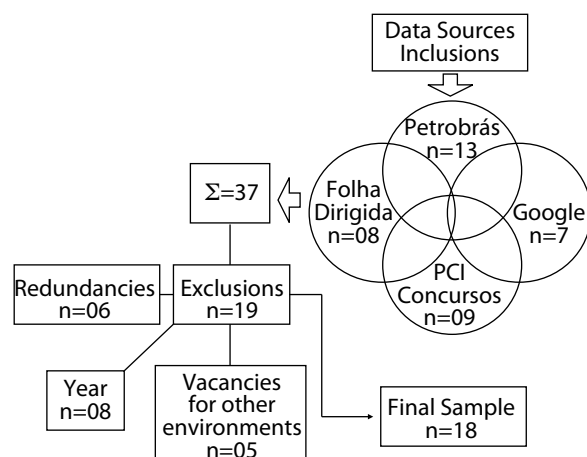 Data Sources
Inclusions
Petrobrás
n=13
Folha
Dirigida
n=08
Google
n=7
PCI
Concursos
n=09
Σ=37
Redundancies
n=06
Exclusions
n=19
Year
n=08
Vacancies
for other
environments
n=05
Final Sample
n=18